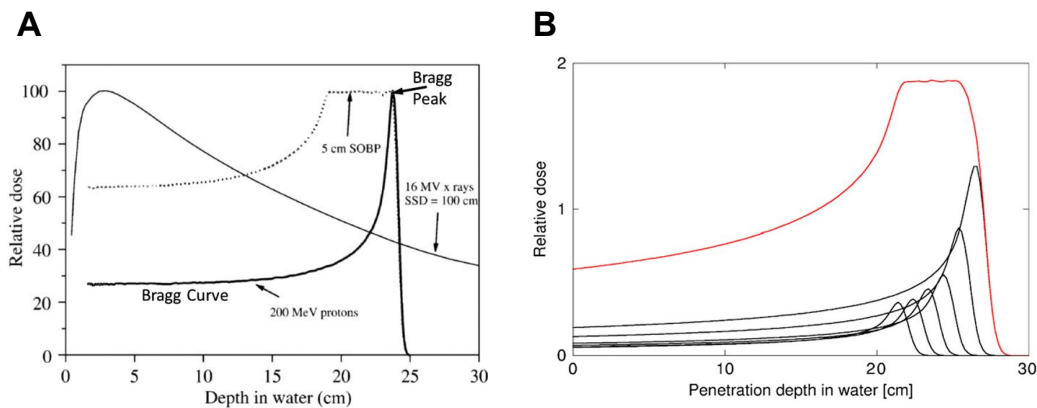 A
100
80
60
40
20
0
Relative dose
Bragg
Peak
5 cm SOBP
16 MV x rays
SSD = 100 cm
Bragg Curve
200 MeV protons
0 5 10 15 20 25 30
Depth in water (cm)
B
2
1
0
Relative dose
0 10 20 30
Penetration depth in water [cm]